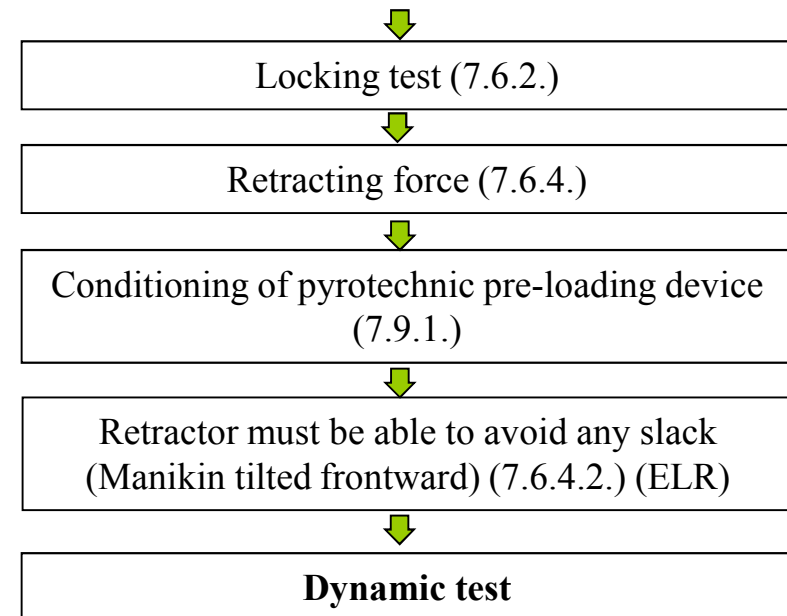 Locking test (7.6.2.)
Retracting force (7.6.4.)
Conditioning of pyrotechnic pre-loading device
(7.9.1.)
Retractor must be able to avoid any slack
(Manikin tilted frontward) (7.6.4.2.) (ELR)
Dynamic test